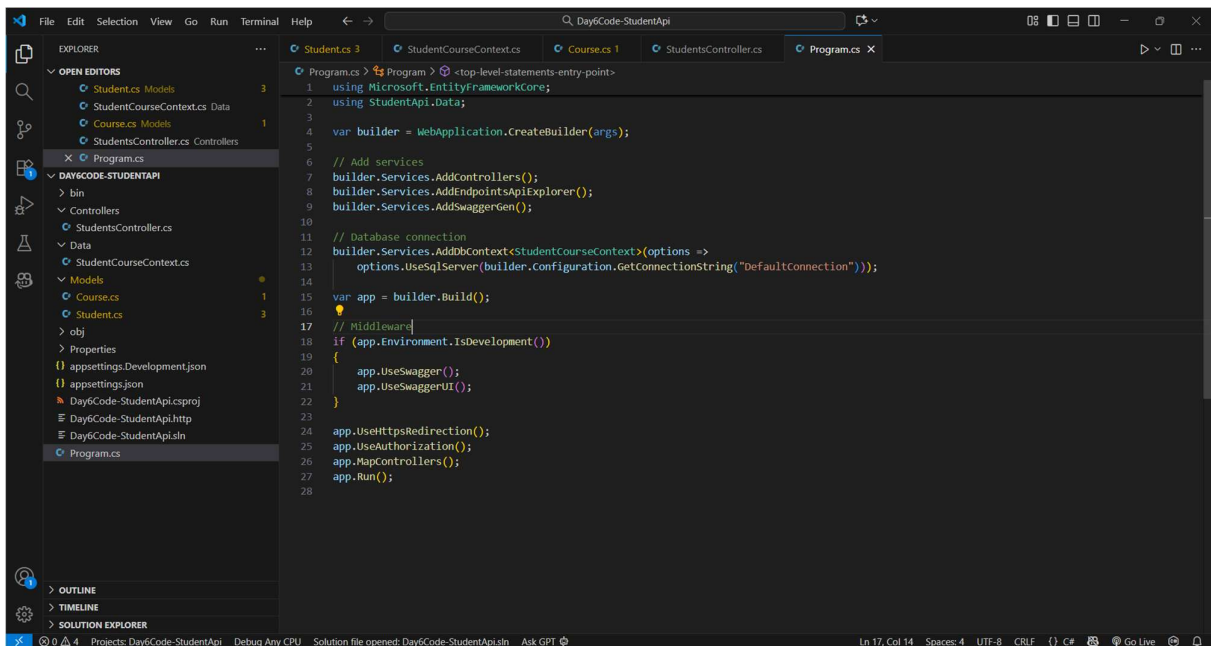 File Edit Selection View Go Run Terminal Help
Day6Code-StudentApi
EXPLORER
OPEN EDITORS
Student.cs Models 3
StudentCourseContext.cs Data
Course.cs Models 1
StudentsController.cs Controllers
Program.cs
DAY6CODE-STUDENTAPI
bin
Controllers
StudentsController.cs
Data
StudentCourseContext.cs
Models
Course.cs 1
Student.cs 3
obj
Properties
{} appsettings.Development.json
{} appsettings.json
Day6Code-StudentApi.csproj
Day6Code-StudentApi.http
Day6Code-StudentApi.sln
Program.cs
OUTLINE
TIMELINE
SOLUTION EXPLORER
1
1
Student.cs 3 StudentCourseContext.cs Course.cs 1 StudentsController.cs Program.cs
Program.cs > Program > <top-level-statements-entry-point>
1 using Microsoft.EntityFrameworkCore;
2 using StudentApi.Data;
3
4 var builder = WebApplication.CreateBuilder(args);
5
6 // Add services
7 builder.Services.AddControllers();
8 builder.Services.AddEndpointsApiExplorer();
9 builder.Services.AddSwaggerGen();
10
11 // Database connection
12 builder.Services.AddDbContext<StudentCourseContext>(options =>
13 options.UseSqlServer(builder.Configuration.GetConnectionString("DefaultConnection")));
14
15 var app = builder.Build();
16
17 // Middleware
18 if (app.Environment.IsDevelopment())
19 {
20 app.UseSwagger();
21 app.UseSwaggerUI();
22 }
23
24 app.UseHttpsRedirection();
25 app.UseAuthorization();
26 app.MapControllers();
27 app.Run();
28
0 4 Projects: Day6Code-StudentApi Debug Any CPU Solution file opened: Day6Code-StudentApi.sln Ask GPT Ln 17, Col 14 Spaces: 4 UTF-8 CRLF {} C# Go Live